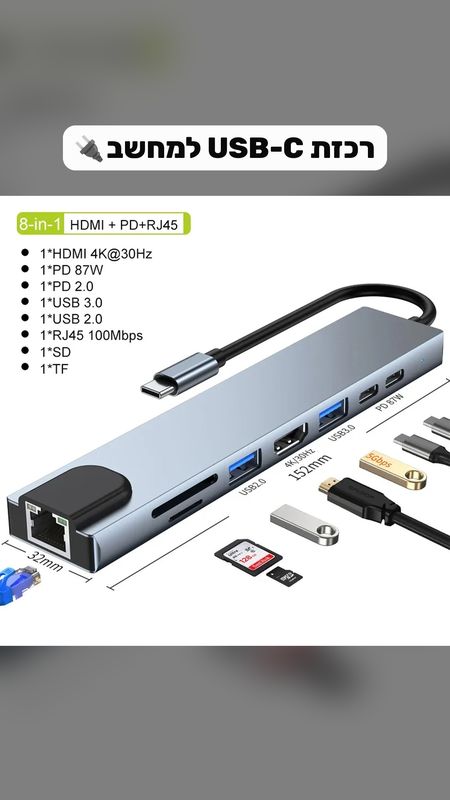 רכזת USB-C למחשב🔌
8-in-1 HDMI + PD+RJ45
1*HDMI 4K@30Hz
1*PD 87W
1*PD 2.0
1*USB 3.0
1*USB 2.0
1*RJ45 100Mbps
1*SD
1*TF
PD 87W
USB3.0
4K/30Hz
USB2.0
152mm
32mm
5Gbps
SanDisk
128GB